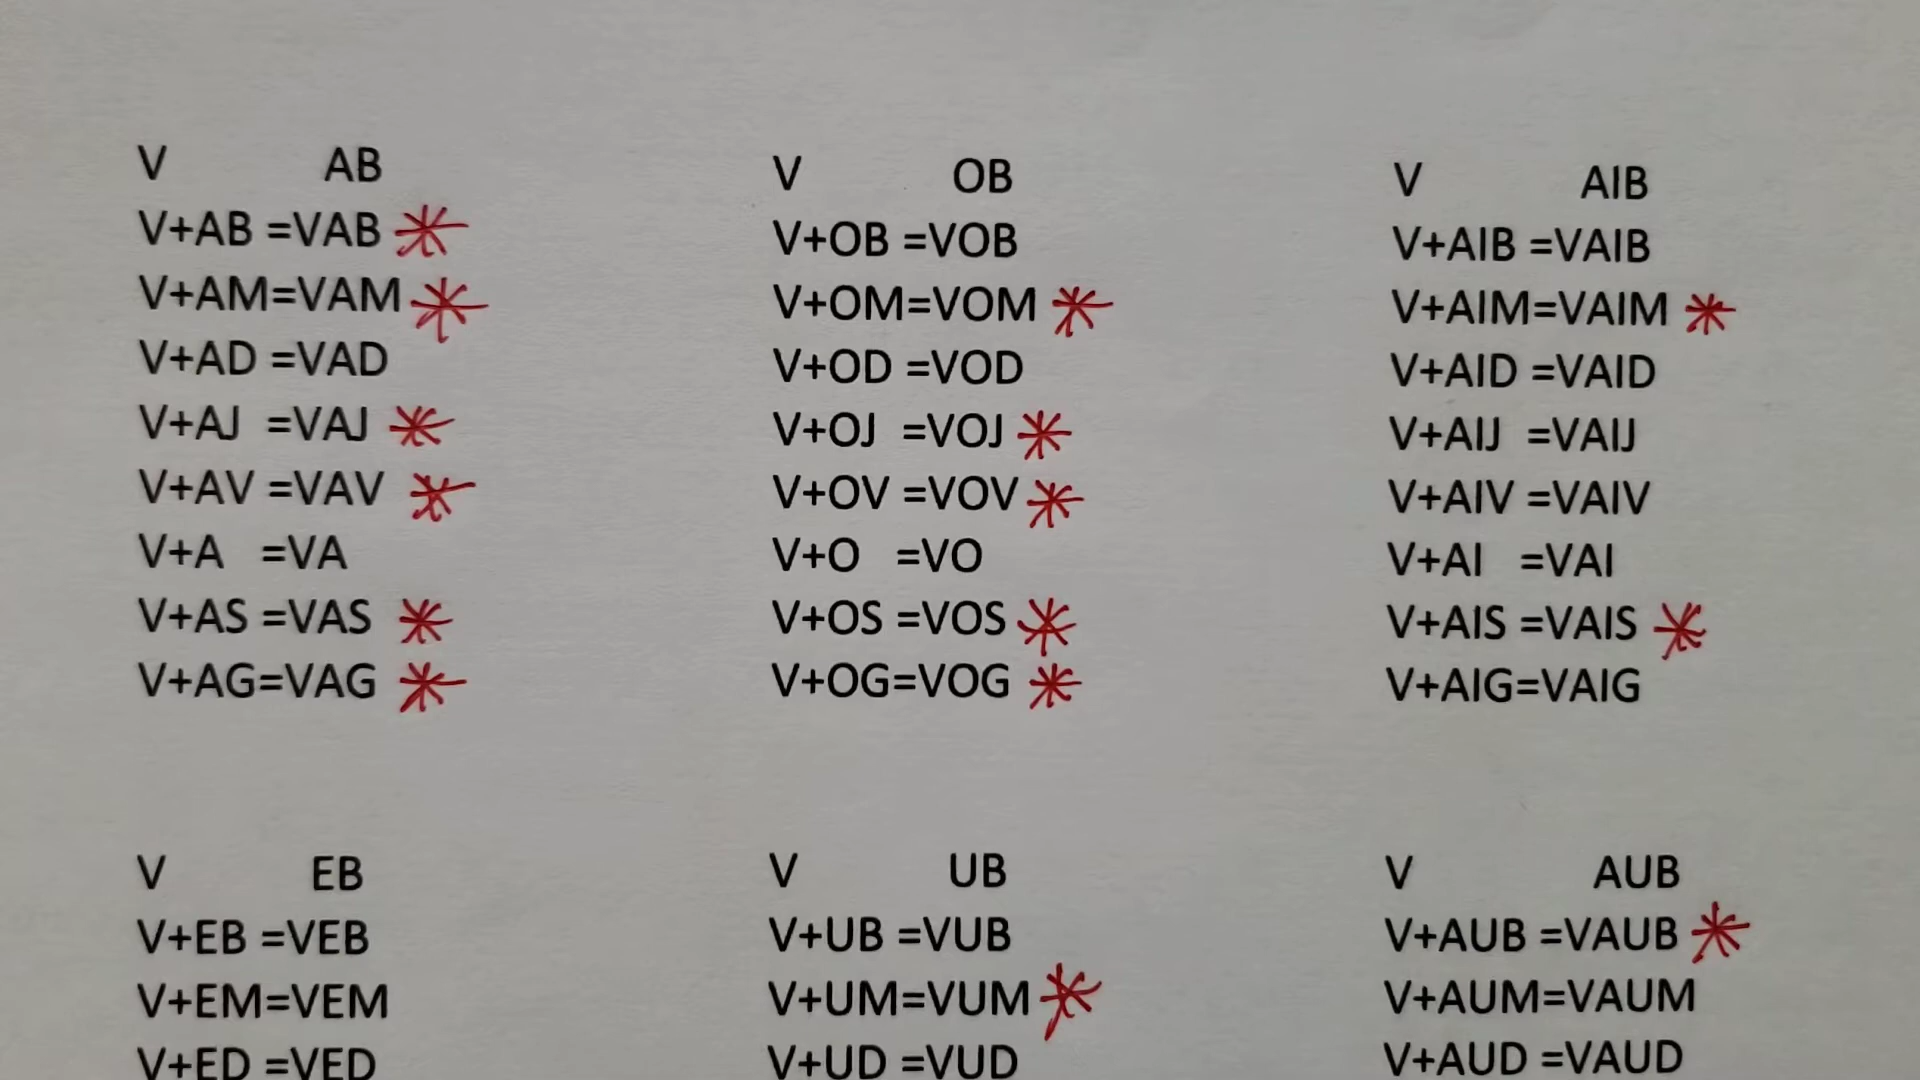 V AB
V+AB =VAB *
V+AM=VAM *
V+AD =VAD
V+AJ =VAJ *
V+AV =VAV *
V+A =VA
V+AS =VAS *
V+AG=VAG *
V OB
V+OB =VOB
V+OM=VOM *
V+OD =VOD
V+OJ =VOJ *
V+OV =VOV *
V+O =VO
V+OS =VOS *
V+OG=VOG *
V AIB
V+AIB =VAIB
V+AIM=VAIM *
V+AID =VAID
V+AIJ =VAIJ
V+AIV =VAIV
V+AI =VAI
V+AIS =VAIS *
V+AIG=VAIG
V EB
V+EB =VEB
V+EM=VEM
V+ED =VED
V UB
V+UB =VUB
V+UM=VUM *
V+UD =VUD
V AUB
V+AUB =VAUB *
V+AUM=VAUM
V+AUD =VAUD